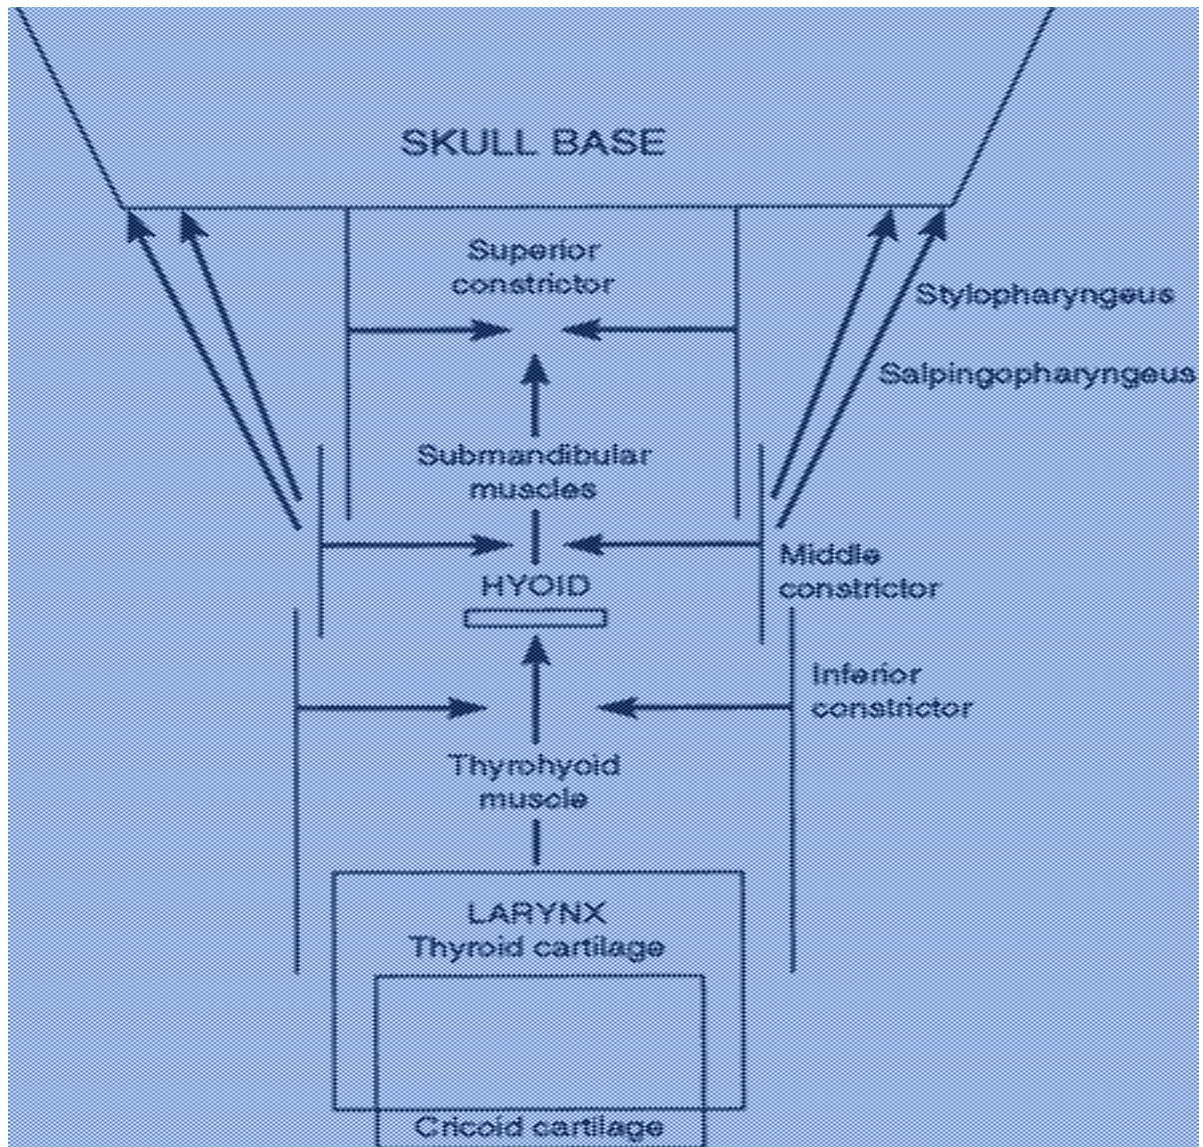 SKULL BASE
Superior
constrictor
Stylopharyngeus
Salpingopharyngeus
Submandibular
muscles
Middle
constrictor
HYOID
Inferior
constrictor
Thyrohyoid
muscle
LARYNX
Thyroid cartilage
Cricoid cartilage